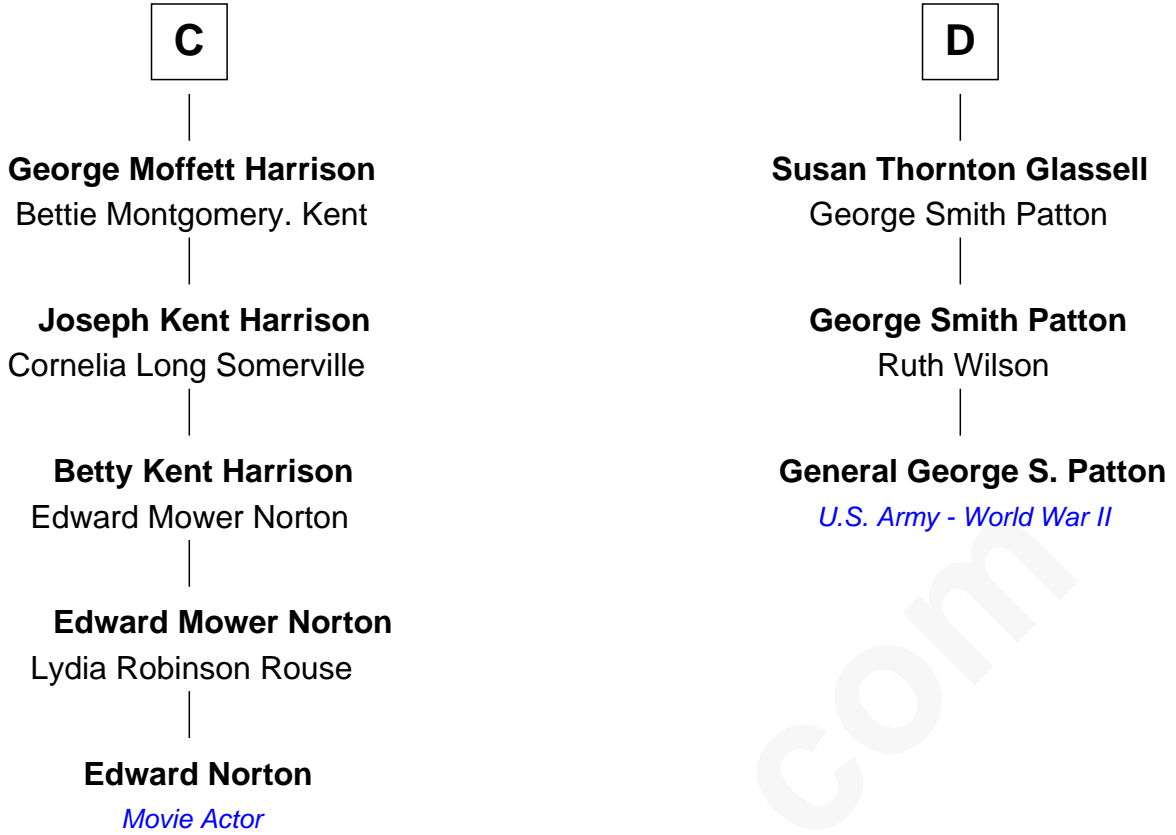 C
George Moffett Harrison
Bettie Montgomery. Kent
Joseph Kent Harrison
Cornelia Long Somerville
Betty Kent Harrison
Edward Mower Norton
Edward Mower Norton
Lydia Robinson Rouse
Edward Norton
Movie Actor
D
Susan Thornton Glassell
George Smith Patton
George Smith Patton
Ruth Wilson
General George S. Patton
U.S. Army - World War II
com